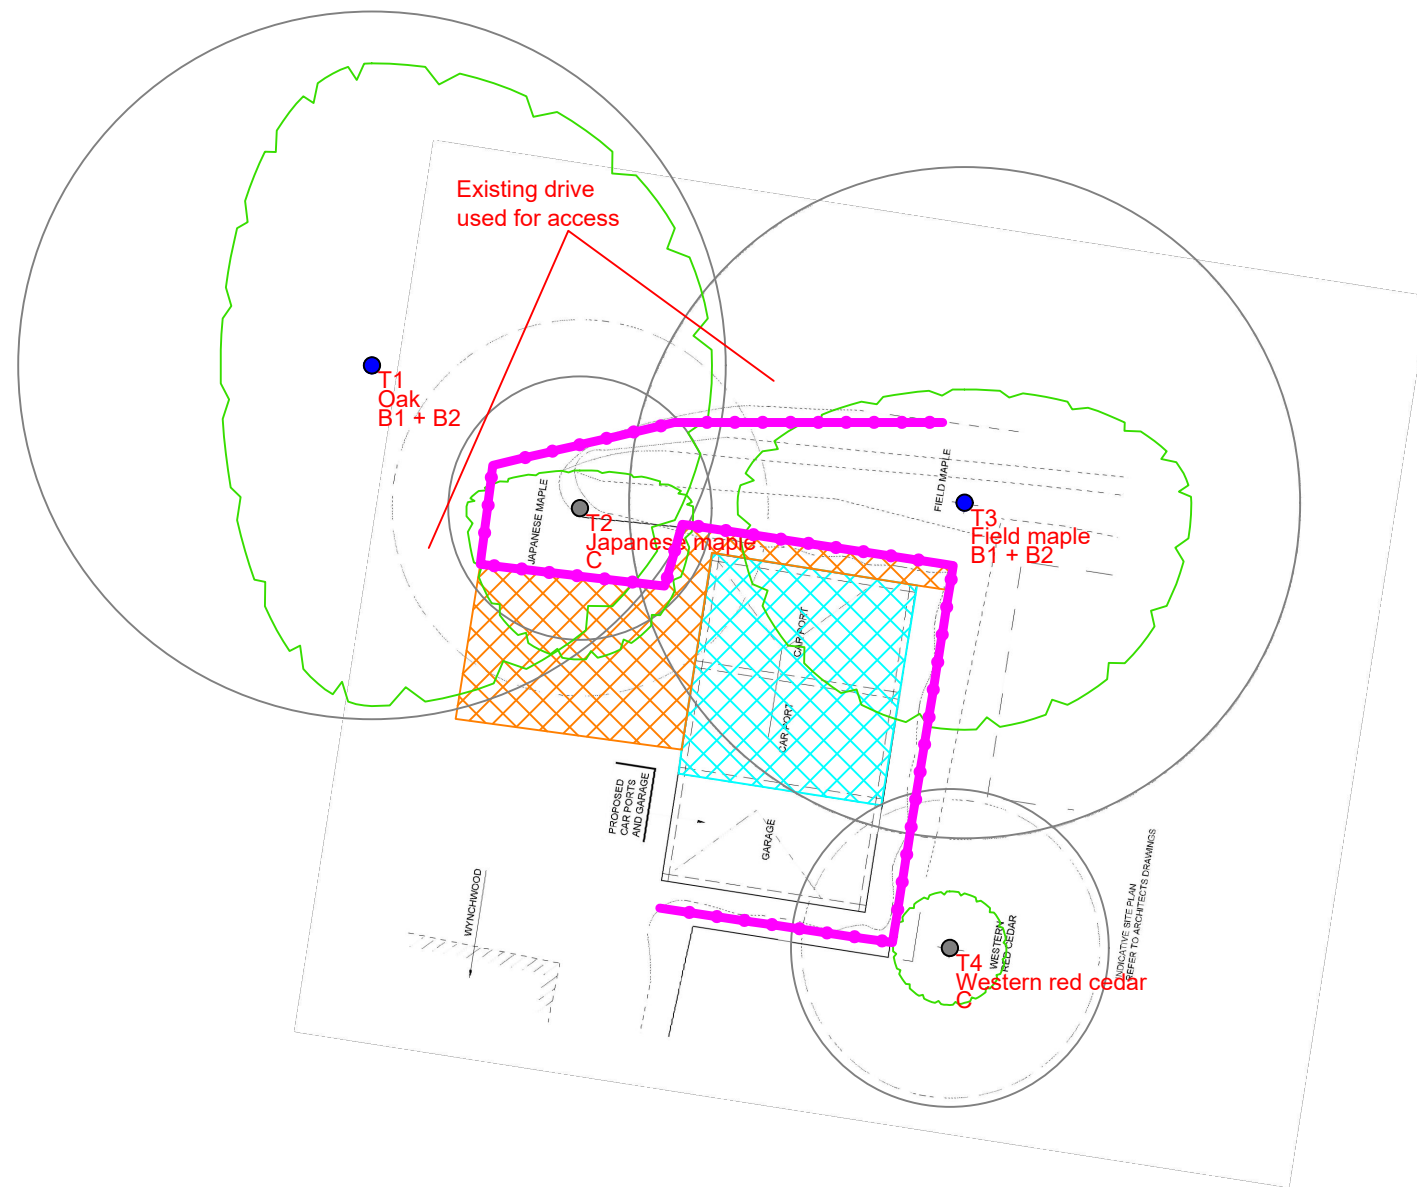 Existing drive
used for access
T1
Oak
B1 + B2
JAPANESE MAPLE
T2
Japanese maple
C
FIELD MAPLE
T3
Field maple
B1 + B2
CAR PORT
CAR PORT
PROPOSED
CAR PORTS
AND GARAGE
GARAGE
WYNCHWOOD
WESTERN
RED CEDAR
T4
Western red cedar
C
INDICATIVE SITE PLAN
REFER TO ARCHITECTS DRAWINGS